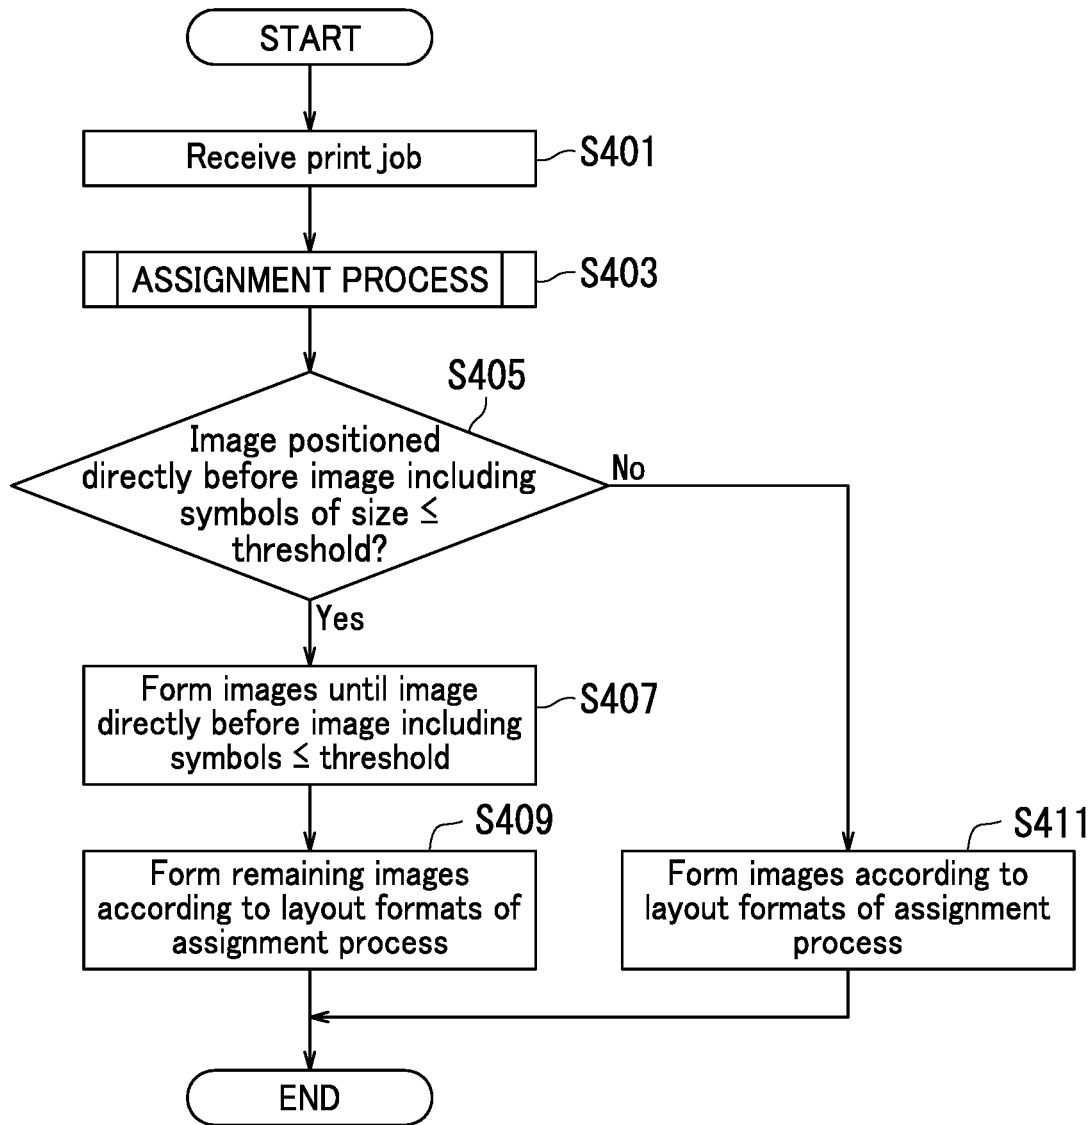 START
Receive print job
S401
ASSIGNMENT PROCESS
S403
S405
Image positioned
directly before image including
symbols of size ≤
threshold?
No
Yes
Form images until image
directly before image including
symbols ≤ threshold
S407
S409
Form remaining images
according to layout formats of
assignment process
S411
Form images according to
layout formats of assignment
process
END